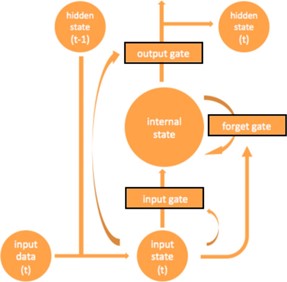 hidden
state
(t-1)
hidden
state
(t)
output gate
internal
state
forget gate
input gate
input
data
(t)
input
state
(t)